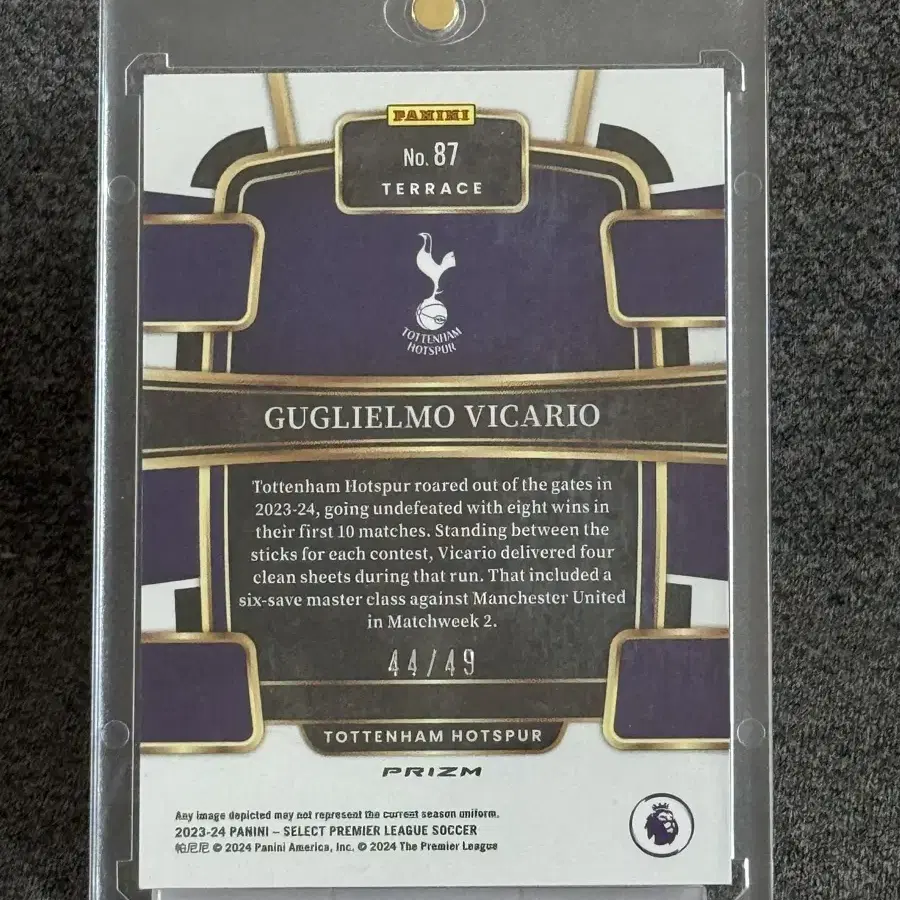 PANINI
No. 87
TERRACE
TOTTENHAM
HOTSPUR
GUGLIELMO VICARIO
Tottenham Hotspur roared out of the gates in
2023-24, going undefeated with eight wins in
their first 10 matches. Standing between the
sticks for each contest, Vicario delivered four
clean sheets during that run. That included a
six-save master class against Manchester United
in Matchweek 2.
44/49
TOTTENHAM HOTSPUR
PRIZM
Any image depicted may not represent the current season uniform.
2023-24 PANINI – SELECT PREMIER LEAGUE SOCCER
帕尼尼 © 2024 Panini America, Inc. © 2024 The Premier League